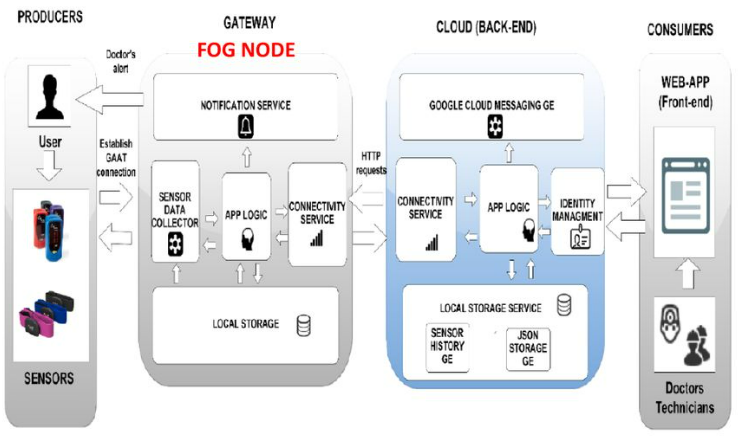 PRODUCERS
User
SENSORS
Doctor's
alert
Establish
GAAT
connection
GATEWAY
FOG NODE
NOTIFICATION SERVICE
SENSOR
DATA
COLLECTOR
APP LOGIC
CONNECTIVITY
SERVICE
LOCAL STORAGE
HTTP
requests
CLOUD (BACK-END)
GOOGLE CLOUD MESSAGING GE
CONNECTIVITY
SERVICE
APP LOGIC
IDENTITY
MANAGMENT
LOCAL STORAGE SERVICE
SENSOR
HISTORY
GE
JSON
STORAGE
GE
CONSUMERS
WEB-APP
(Front-end)
Doctors
Technicians